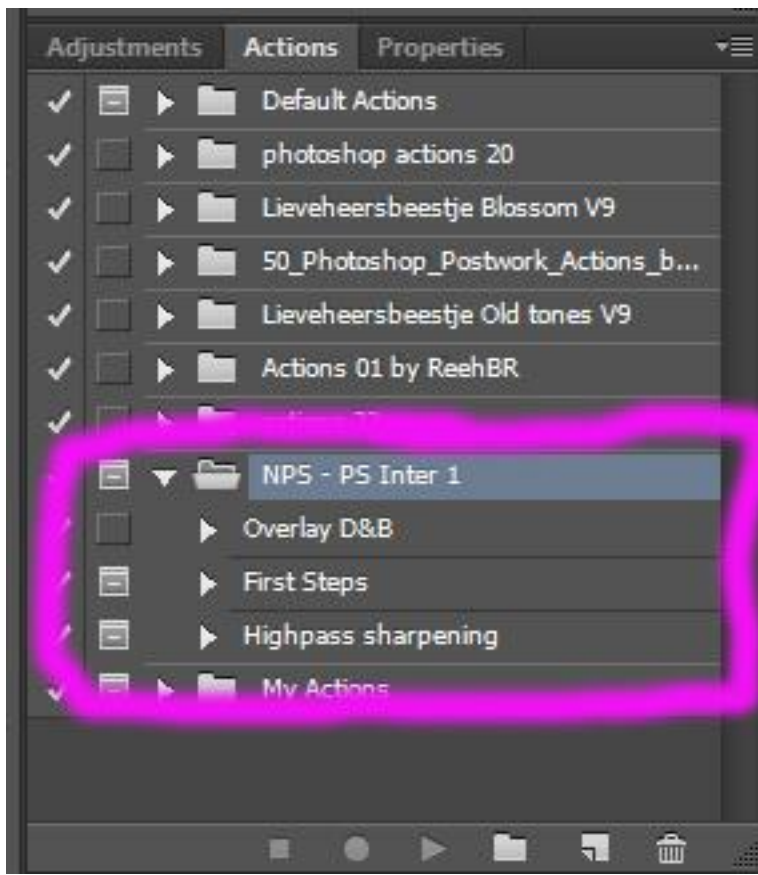 Adjustments Actions Properties
Default Actions
photoshop actions 20
Lieveheersbeestje Blossom V9
50_Photoshop_Postwork_Actions_b...
Lieveheersbeestje Old tones V9
Actions 01 by ReehBR
NPS - PS Inter 1
Overlay D&B
First Steps
Highpass sharpening
My Actions